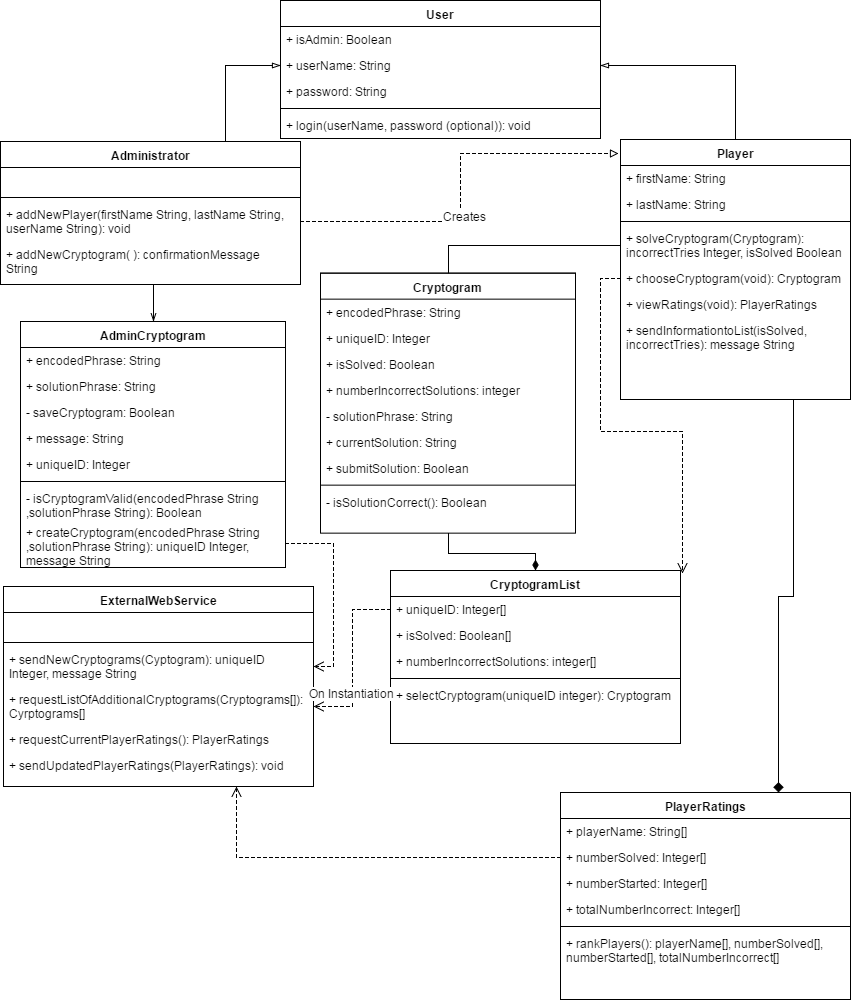 User
+ isAdmin: Boolean
+ userName: String
+ password: String
+ login(userName, password (optional)): void
Administrator
+ addNewPlayer(firstName String, lastName String,
userName String): void
+ addNewCryptogram( ): confirmationMessage
String
Creates
Player
+ firstName: String
+ lastName: String
+ solveCryptogram(Cryptogram):
incorrectTries Integer, isSolved Boolean
+ chooseCryptogram(void): Cryptogram
+ viewRatings(void): PlayerRatings
+ sendInformationtoList(isSolved,
incorrectTries): message String
Cryptogram
+ encodedPhrase: String
+ uniqueID: Integer
+ isSolved: Boolean
+ numberIncorrectSolutions: integer
- solutionPhrase: String
+ currentSolution: String
+ submitSolution: Boolean
- isSolutionCorrect(): Boolean
AdminCryptogram
+ encodedPhrase: String
+ solutionPhrase: String
- saveCryptogram: Boolean
+ message: String
+ uniqueID: Integer
- isCryptogramValid(encodedPhrase String
,solutionPhrase String): Boolean
+ createCryptogram(encodedPhrase String
,solutionPhrase String): uniqueID Integer,
message String
ExternalWebService
+ sendNewCryptograms(Cyptogram): uniqueID
Integer, message String
+ requestListOfAdditionalCryptograms(Cryptograms[]):
Cyrptograms[]
+ requestCurrentPlayerRatings(): PlayerRatings
+ sendUpdatedPlayerRatings(PlayerRatings): void
On Instantiation
CryptogramList
+ uniqueID: Integer[]
+ isSolved: Boolean[]
+ numberIncorrectSolutions: integer[]
+ selectCryptogram(uniqueID integer): Cryptogram
PlayerRatings
+ playerName: String[]
+ numberSolved: Integer[]
+ numberStarted: Integer[]
+ totalNumberIncorrect: Integer[]
+ rankPlayers(): playerName[], numberSolved[],
numberStarted[], totalNumberIncorrect[]